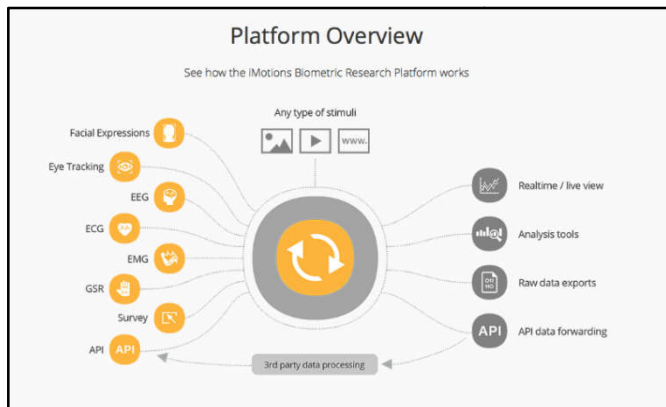 Platform Overview
See how the iMotions Biometric Research Platform works
Any type of stimuli
www.
Facial Expressions
Eye Tracking
EEG
ECG
EMG
GSR
Survey
API API
Realtime / live view
Analysis tools
Raw data exports
API API data forwarding
3rd party data processing